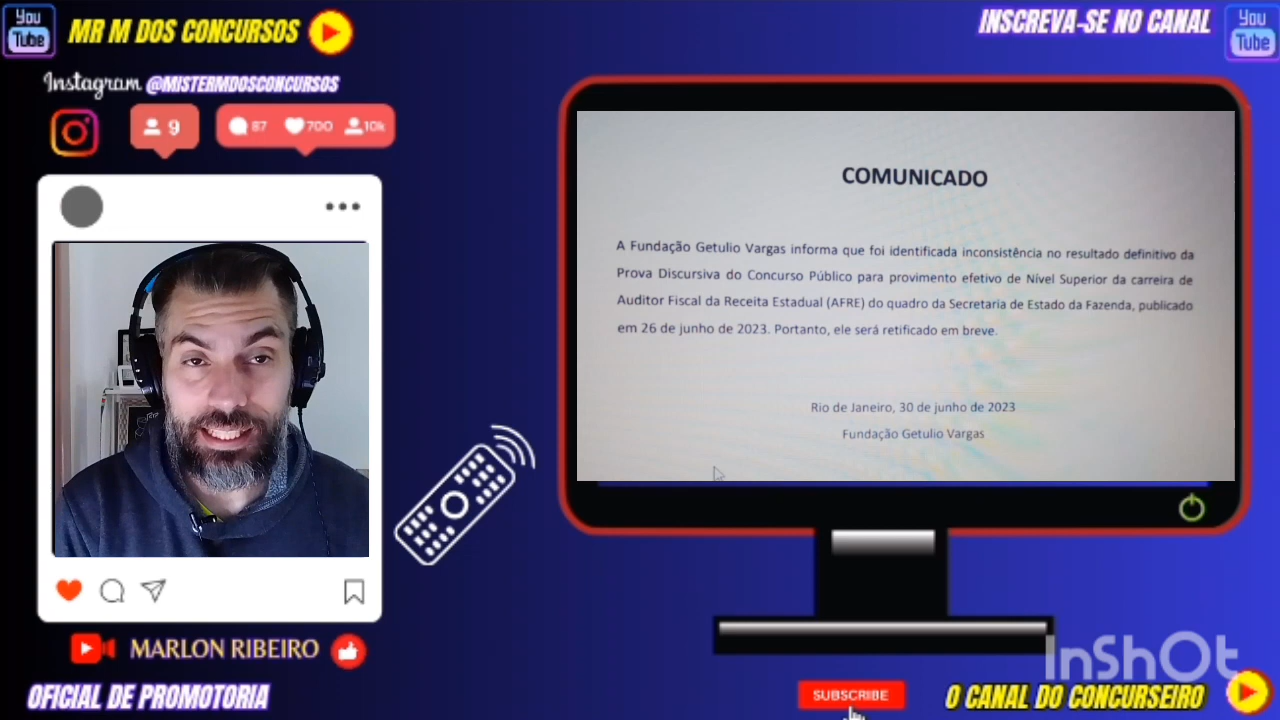 You
Tube
MR M DOS CONCURSOS
INSCREVA-SE NO CANAL
You
Tube
Instagram @MISTERMDOSCONCURSOS
9
87
700
10k
COMUNICADO
A Fundação Getulio Vargas informa que foi identificada inconsistência no resultado definitivo da
Prova Discursiva do Concurso Público para provimento efetivo de Nível Superior da carreira de
Auditor Fiscal da Receita Estadual (AFRE) do quadro da Secretaria de Estado da Fazenda, publicado
em 26 de junho de 2023. Portanto, ele será retificado em breve.
Rio de Janeiro, 30 de junho de 2023
Fundação Getulio Vargas
MARLON RIBEIRO
InShOt
OFICIAL DE PROMOTORIA
SUBSCRIBE
O CANAL DO CONCURSEIRO